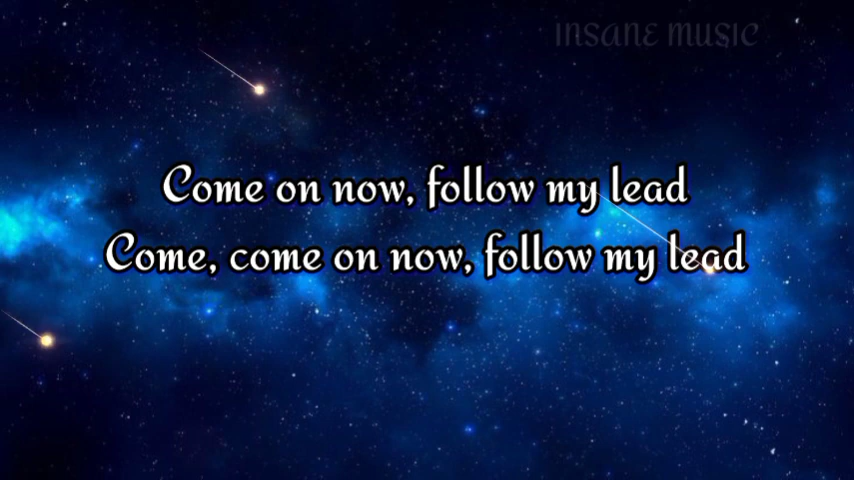 INSANE MUSIC
Come on now, follow my lead
Come, come on now, follow my lead